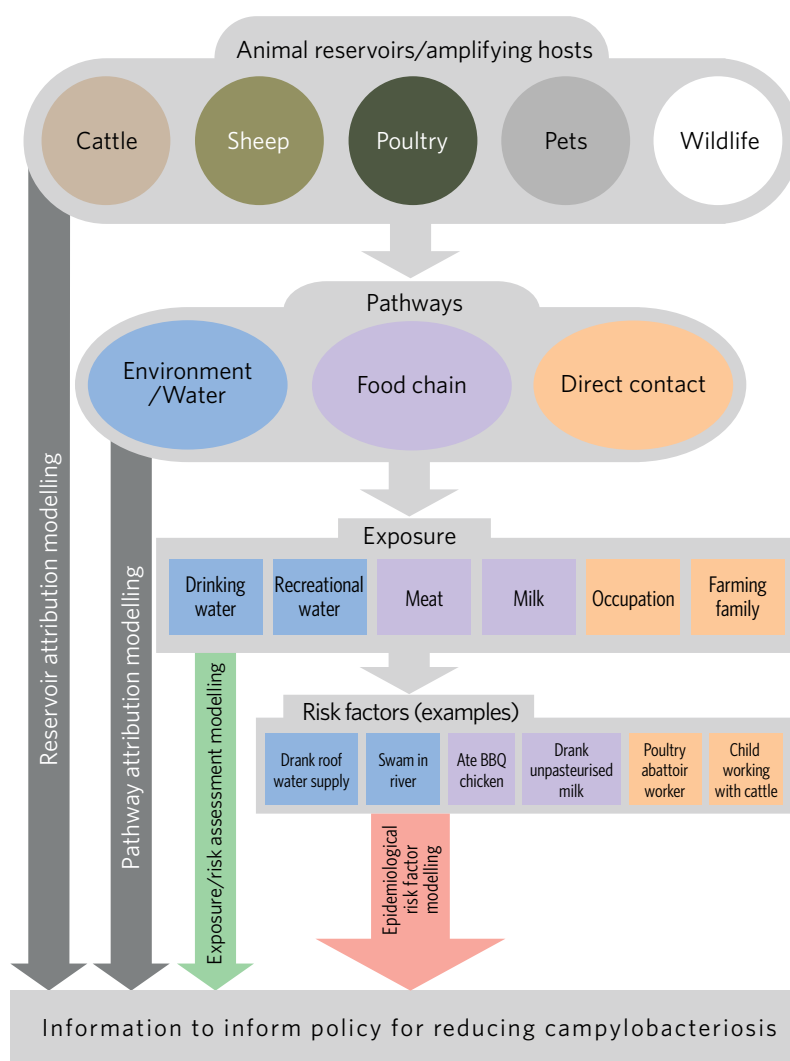 Animal reservoirs/amplifying hosts
Cattle
Sheep
Poultry
Pets
Wildlife
Pathways
Environment
/Water
Food chain
Direct contact
Exposure
Drinking
water
Recreational
water
Meat
Milk
Occupation
Farming
family
Risk factors (examples)
Drank roof
water supply
Swam in
river
Ate BBQ
chicken
Drank
unpasteurised
milk
Poultry
abattoir
worker
Child
working
with cattle
Reservoir attribution modelling
Pathway attribution modelling
Exposure/risk assessment modelling
Epidemiological
risk factor
modelling
Information to inform policy for reducing campylobacteriosis